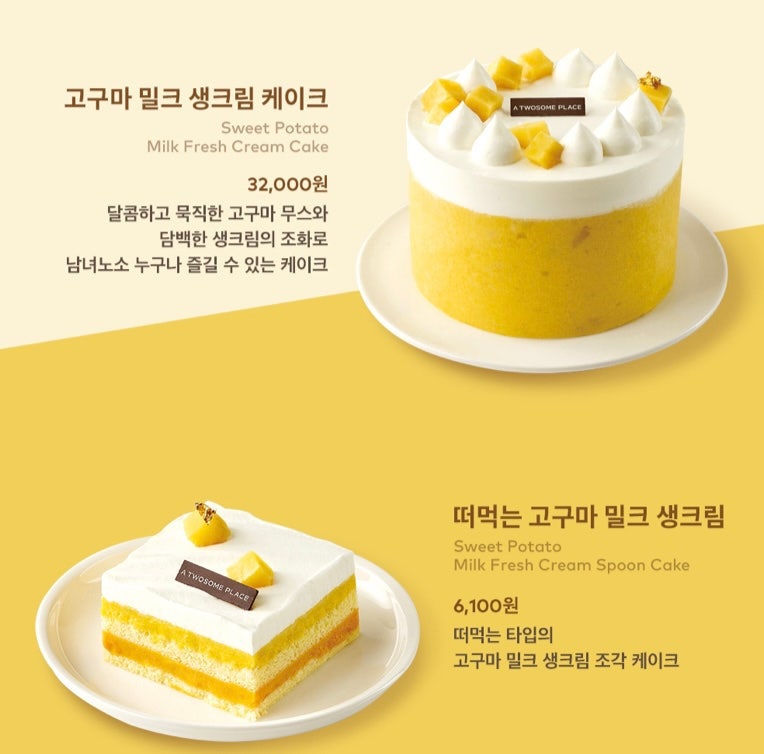 고구마 밀크 생크림 케이크
Sweet Potato
Milk Fresh Cream Cake
32,000원
달콤하고 묵직한 고구마 무스와
담백한 생크림의 조화로
남녀노소 누구나 즐길 수 있는 케이크
A TWOSOME PLACE
떠먹는 고구마 밀크 생크림
Sweet Potato
Milk Fresh Cream Spoon Cake
6,100원
떠먹는 타입의
고구마 밀크 생크림 조각 케이크
A TWOSOME PLACE